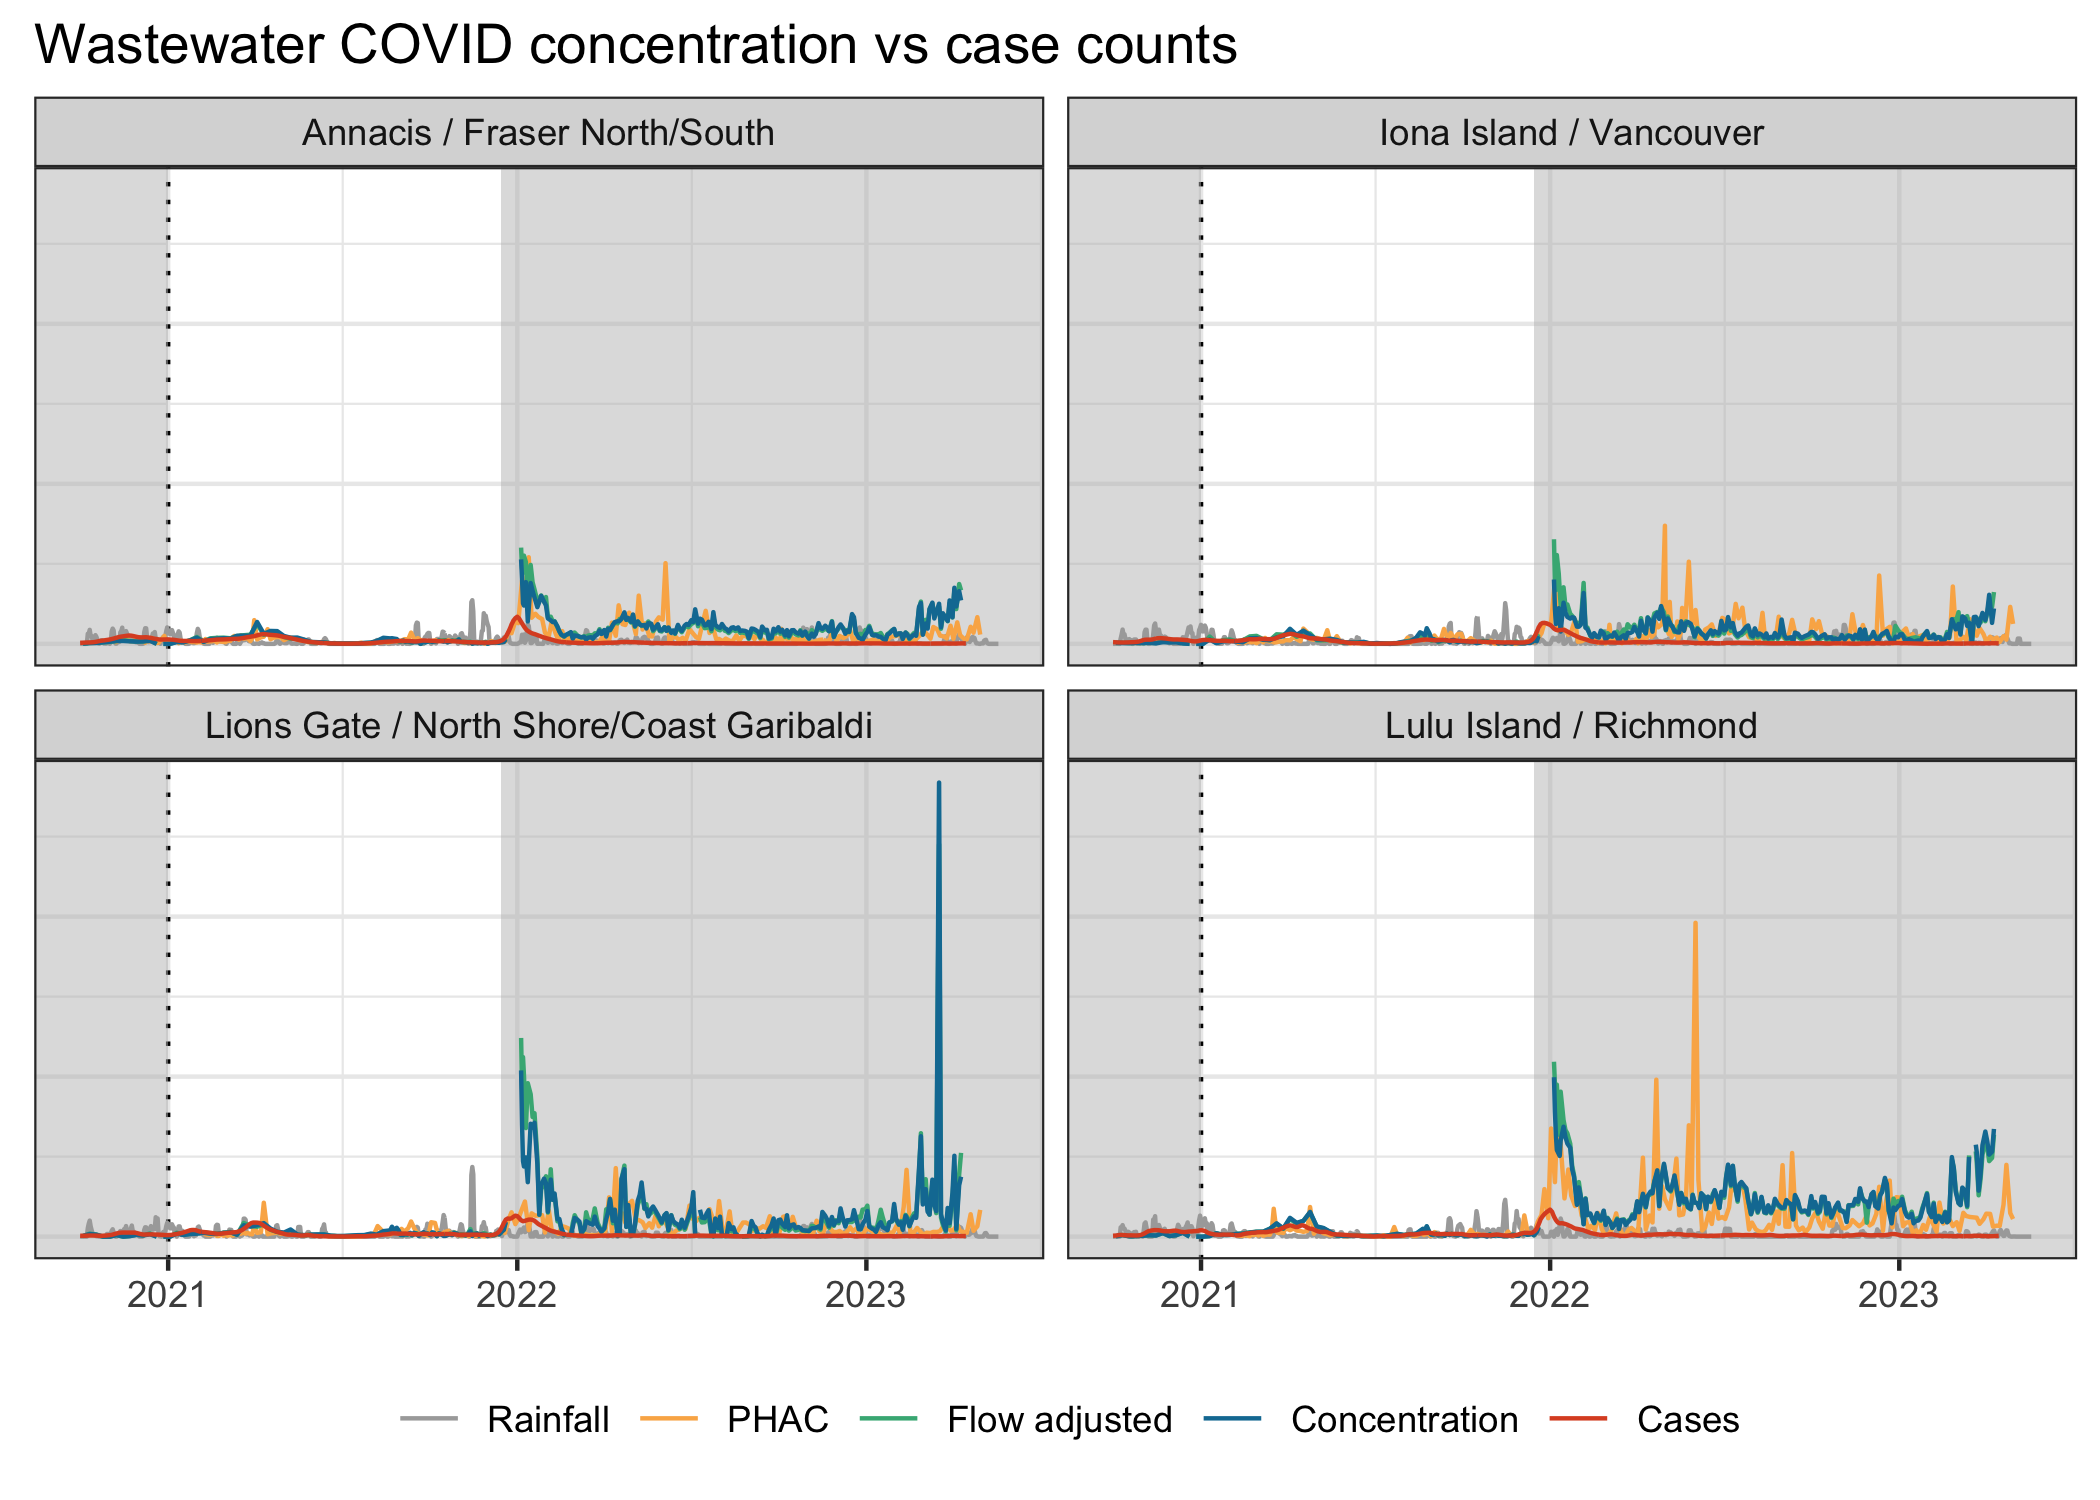 Wastewater COVID concentration vs case counts
Annacis / Fraser North/South
Iona Island / Vancouver
Lions Gate / North Shore/Coast Garibaldi
Lulu Island / Richmond
2021 2022 2023
2021 2022 2023
Rainfall PHAC Flow adjusted Concentration Cases